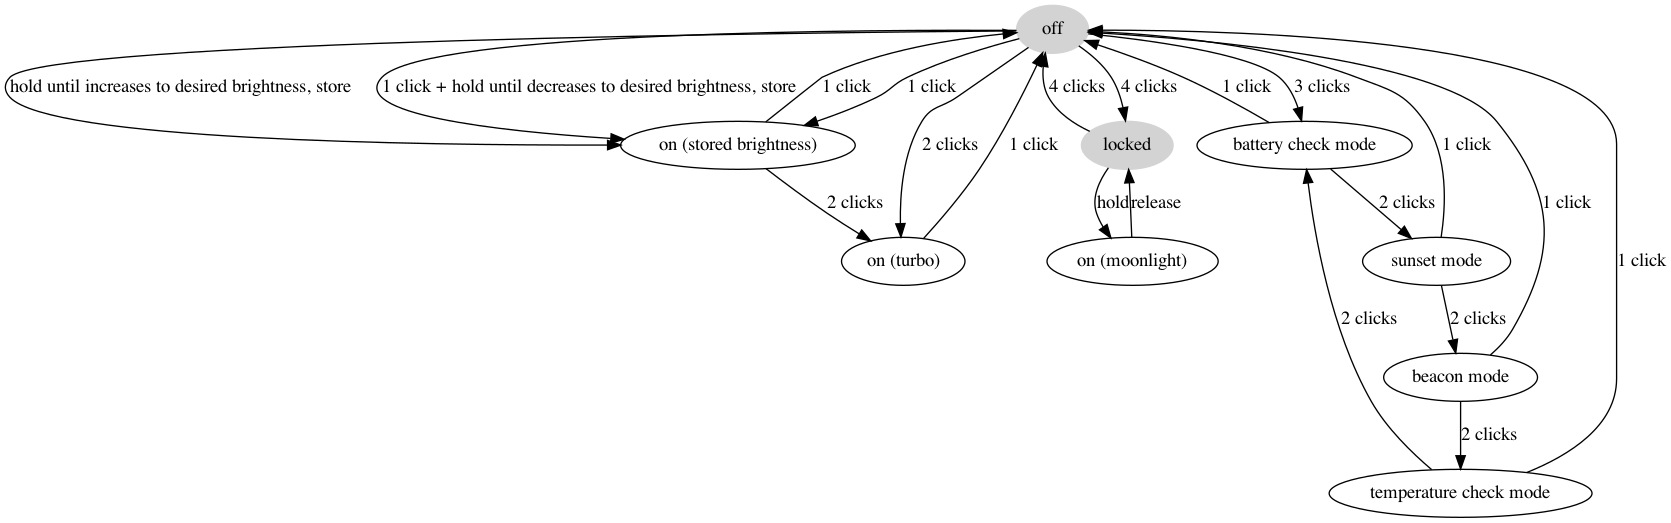 off
hold until increases to desired brightness, store
1 click + hold until decreases to desired brightness, store
1 click
1 click
4 clicks
4 clicks
1 click
3 clicks
on (stored brightness)
2 clicks
1 click
locked
battery check mode
1 click
2 clicks
hold
release
2 clicks
1 click
on (turbo)
on (moonlight)
sunset mode
1 click
2 clicks
2 clicks
beacon mode
2 clicks
temperature check mode